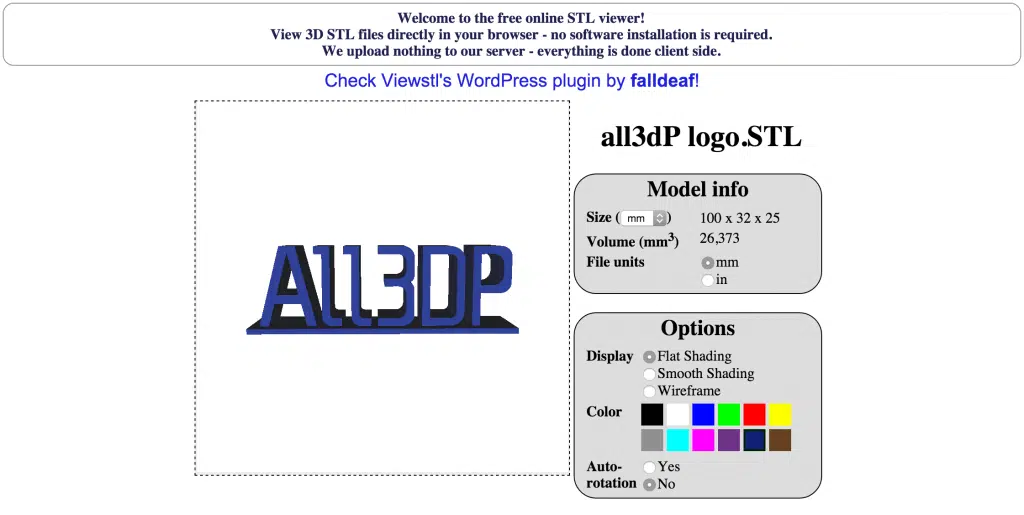 Welcome to the free online STL viewer!
View 3D STL files directly in your browser - no software installation is required.
We upload nothing to our server - everything is done client side.
Check Viewstl's WordPress plugin by falldeaf!
All3DP
all3dP logo.STL
Model info
Size ( mm ) 100 x 32 x 25
Volume (mm3) 26,373
File units mm
in
Options
Display Flat Shading
Smooth Shading
Wireframe
Color
Auto- Yes
rotation No